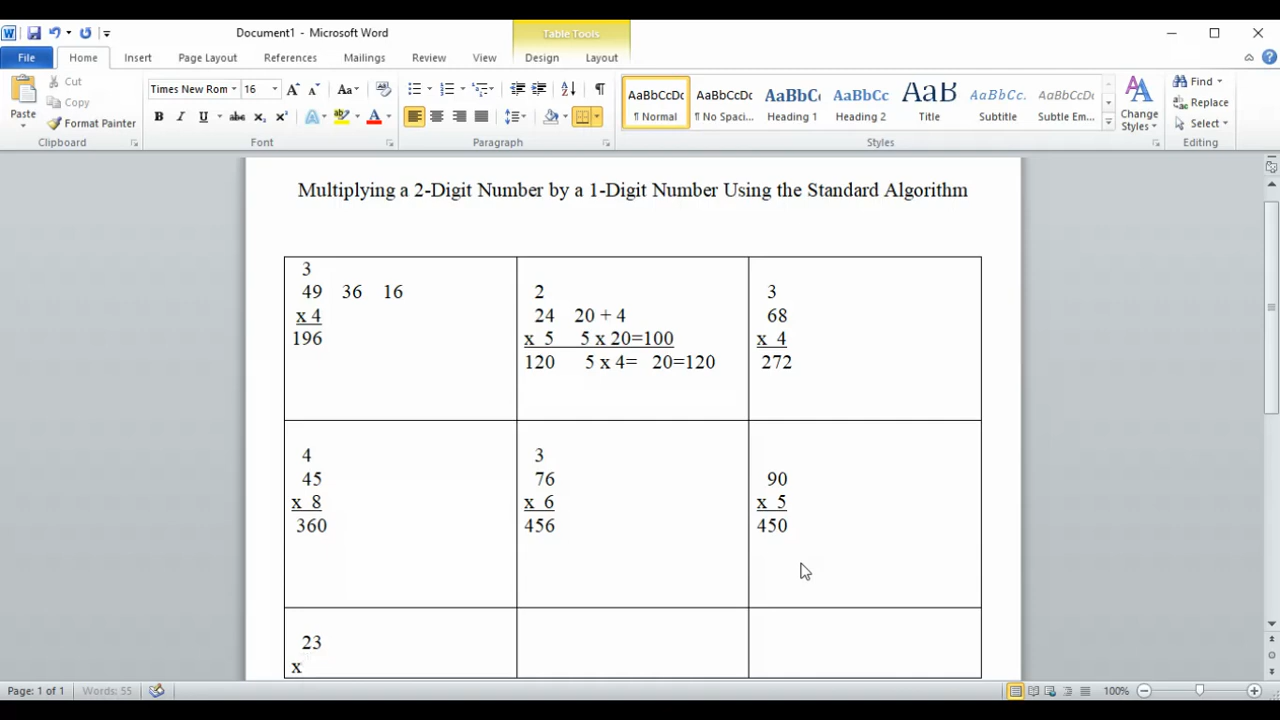 Document1 - Microsoft Word
Table Tools
File Home Insert Page Layout References Mailings Review View Design Layout
Paste
Cut
Copy
Format Painter
Clipboard
Times New Rom 16
Font
Paragraph
AaBbCcDc AaBbCcDc AaBbC AaBbCc AaB AaBbCc. AaBbCcDc
¶ Normal ¶ No Spaci... Heading 1 Heading 2 Title Subtitle Subtle Em...
Change Styles
Styles
Find
Replace
Select
Editing
Multiplying a 2-Digit Number by a 1-Digit Number Using the Standard Algorithm
3
49 36 16
x 4
196
2
24 20 + 4
x 5 5 x 20=100
120 5 x 4= 20=120
3
68
x 4
272
4
45
x 8
360
3
76
x 6
456
90
x 5
450
23
x
Page: 1 of 1 Words: 55 100%